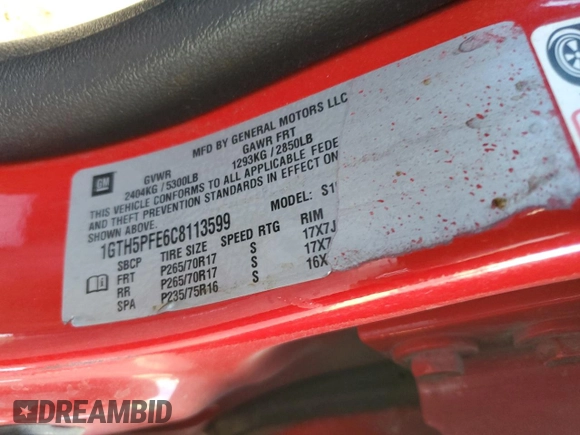 MFD BY GENERAL MOTORS LLC
GM
GVWR GAWR FRT
2404KG / 5300LB 1293KG / 2850LB
THIS VEHICLE CONFORMS TO ALL APPLICABLE FEDE
AND THEFT PREVENTION STANDARDS IN EFFECT ON
SHOWN ABOVE.
1GTH5PFE6C8113599 MODEL: S1
SBCP TIRE SIZE SPEED RTG RIM
FRT P265/70R17 S 17X7J
RR P265/70R17 S 17X7
SPA P235/75R16 S 16X
DREAMBID